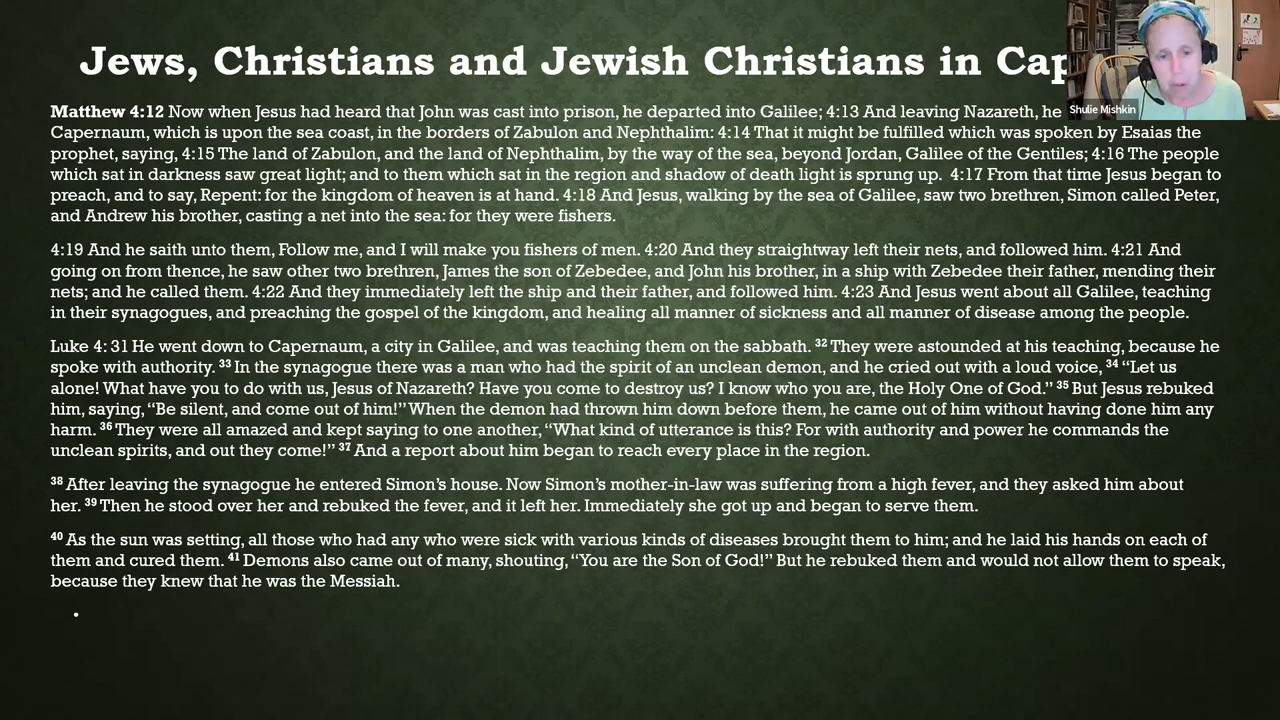 Jews, Christians and Jewish Christians in Cap
Shulie Mishkin
Matthew 4:12 Now when Jesus had heard that John was cast into prison, he departed into Galilee; 4:13 And leaving Nazareth, he
Capernaum, which is upon the sea coast, in the borders of Zabulon and Nephthalim: 4:14 That it might be fulfilled which was spoken by Esaias the
prophet, saying, 4:15 The land of Zabulon, and the land of Nephthalim, by the way of the sea, beyond Jordan, Galilee of the Gentiles; 4:16 The people
which sat in darkness saw great light; and to them which sat in the region and shadow of death light is sprung up. 4:17 From that time Jesus began to
preach, and to say, Repent: for the kingdom of heaven is at hand. 4:18 And Jesus, walking by the sea of Galilee, saw two brethren, Simon called Peter,
and Andrew his brother, casting a net into the sea: for they were fishers.
4:19 And he saith unto them, Follow me, and I will make you fishers of men. 4:20 And they straightway left their nets, and followed him. 4:21 And
going on from thence, he saw other two brethren, James the son of Zebedee, and John his brother, in a ship with Zebedee their father, mending their
nets; and he called them. 4:22 And they immediately left the ship and their father, and followed him. 4:23 And Jesus went about all Galilee, teaching
in their synagogues, and preaching the gospel of the kingdom, and healing all manner of sickness and all manner of disease among the people.
Luke 4: 31 He went down to Capernaum, a city in Galilee, and was teaching them on the sabbath. 32 They were astounded at his teaching, because he
spoke with authority. 33 In the synagogue there was a man who had the spirit of an unclean demon, and he cried out with a loud voice, 34 “Let us
alone! What have you to do with us, Jesus of Nazareth? Have you come to destroy us? I know who you are, the Holy One of God.” 35 But Jesus rebuked
him, saying, “Be silent, and come out of him!” When the demon had thrown him down before them, he came out of him without having done him any
harm. 36 They were all amazed and kept saying to one another, “What kind of utterance is this? For with authority and power he commands the
unclean spirits, and out they come!” 37 And a report about him began to reach every place in the region.
38 After leaving the synagogue he entered Simon’s house. Now Simon’s mother-in-law was suffering from a high fever, and they asked him about
her. 39 Then he stood over her and rebuked the fever, and it left her. Immediately she got up and began to serve them.
40 As the sun was setting, all those who had any who were sick with various kinds of diseases brought them to him; and he laid his hands on each of
them and cured them. 41 Demons also came out of many, shouting, “You are the Son of God!” But he rebuked them and would not allow them to speak,
because they knew that he was the Messiah.